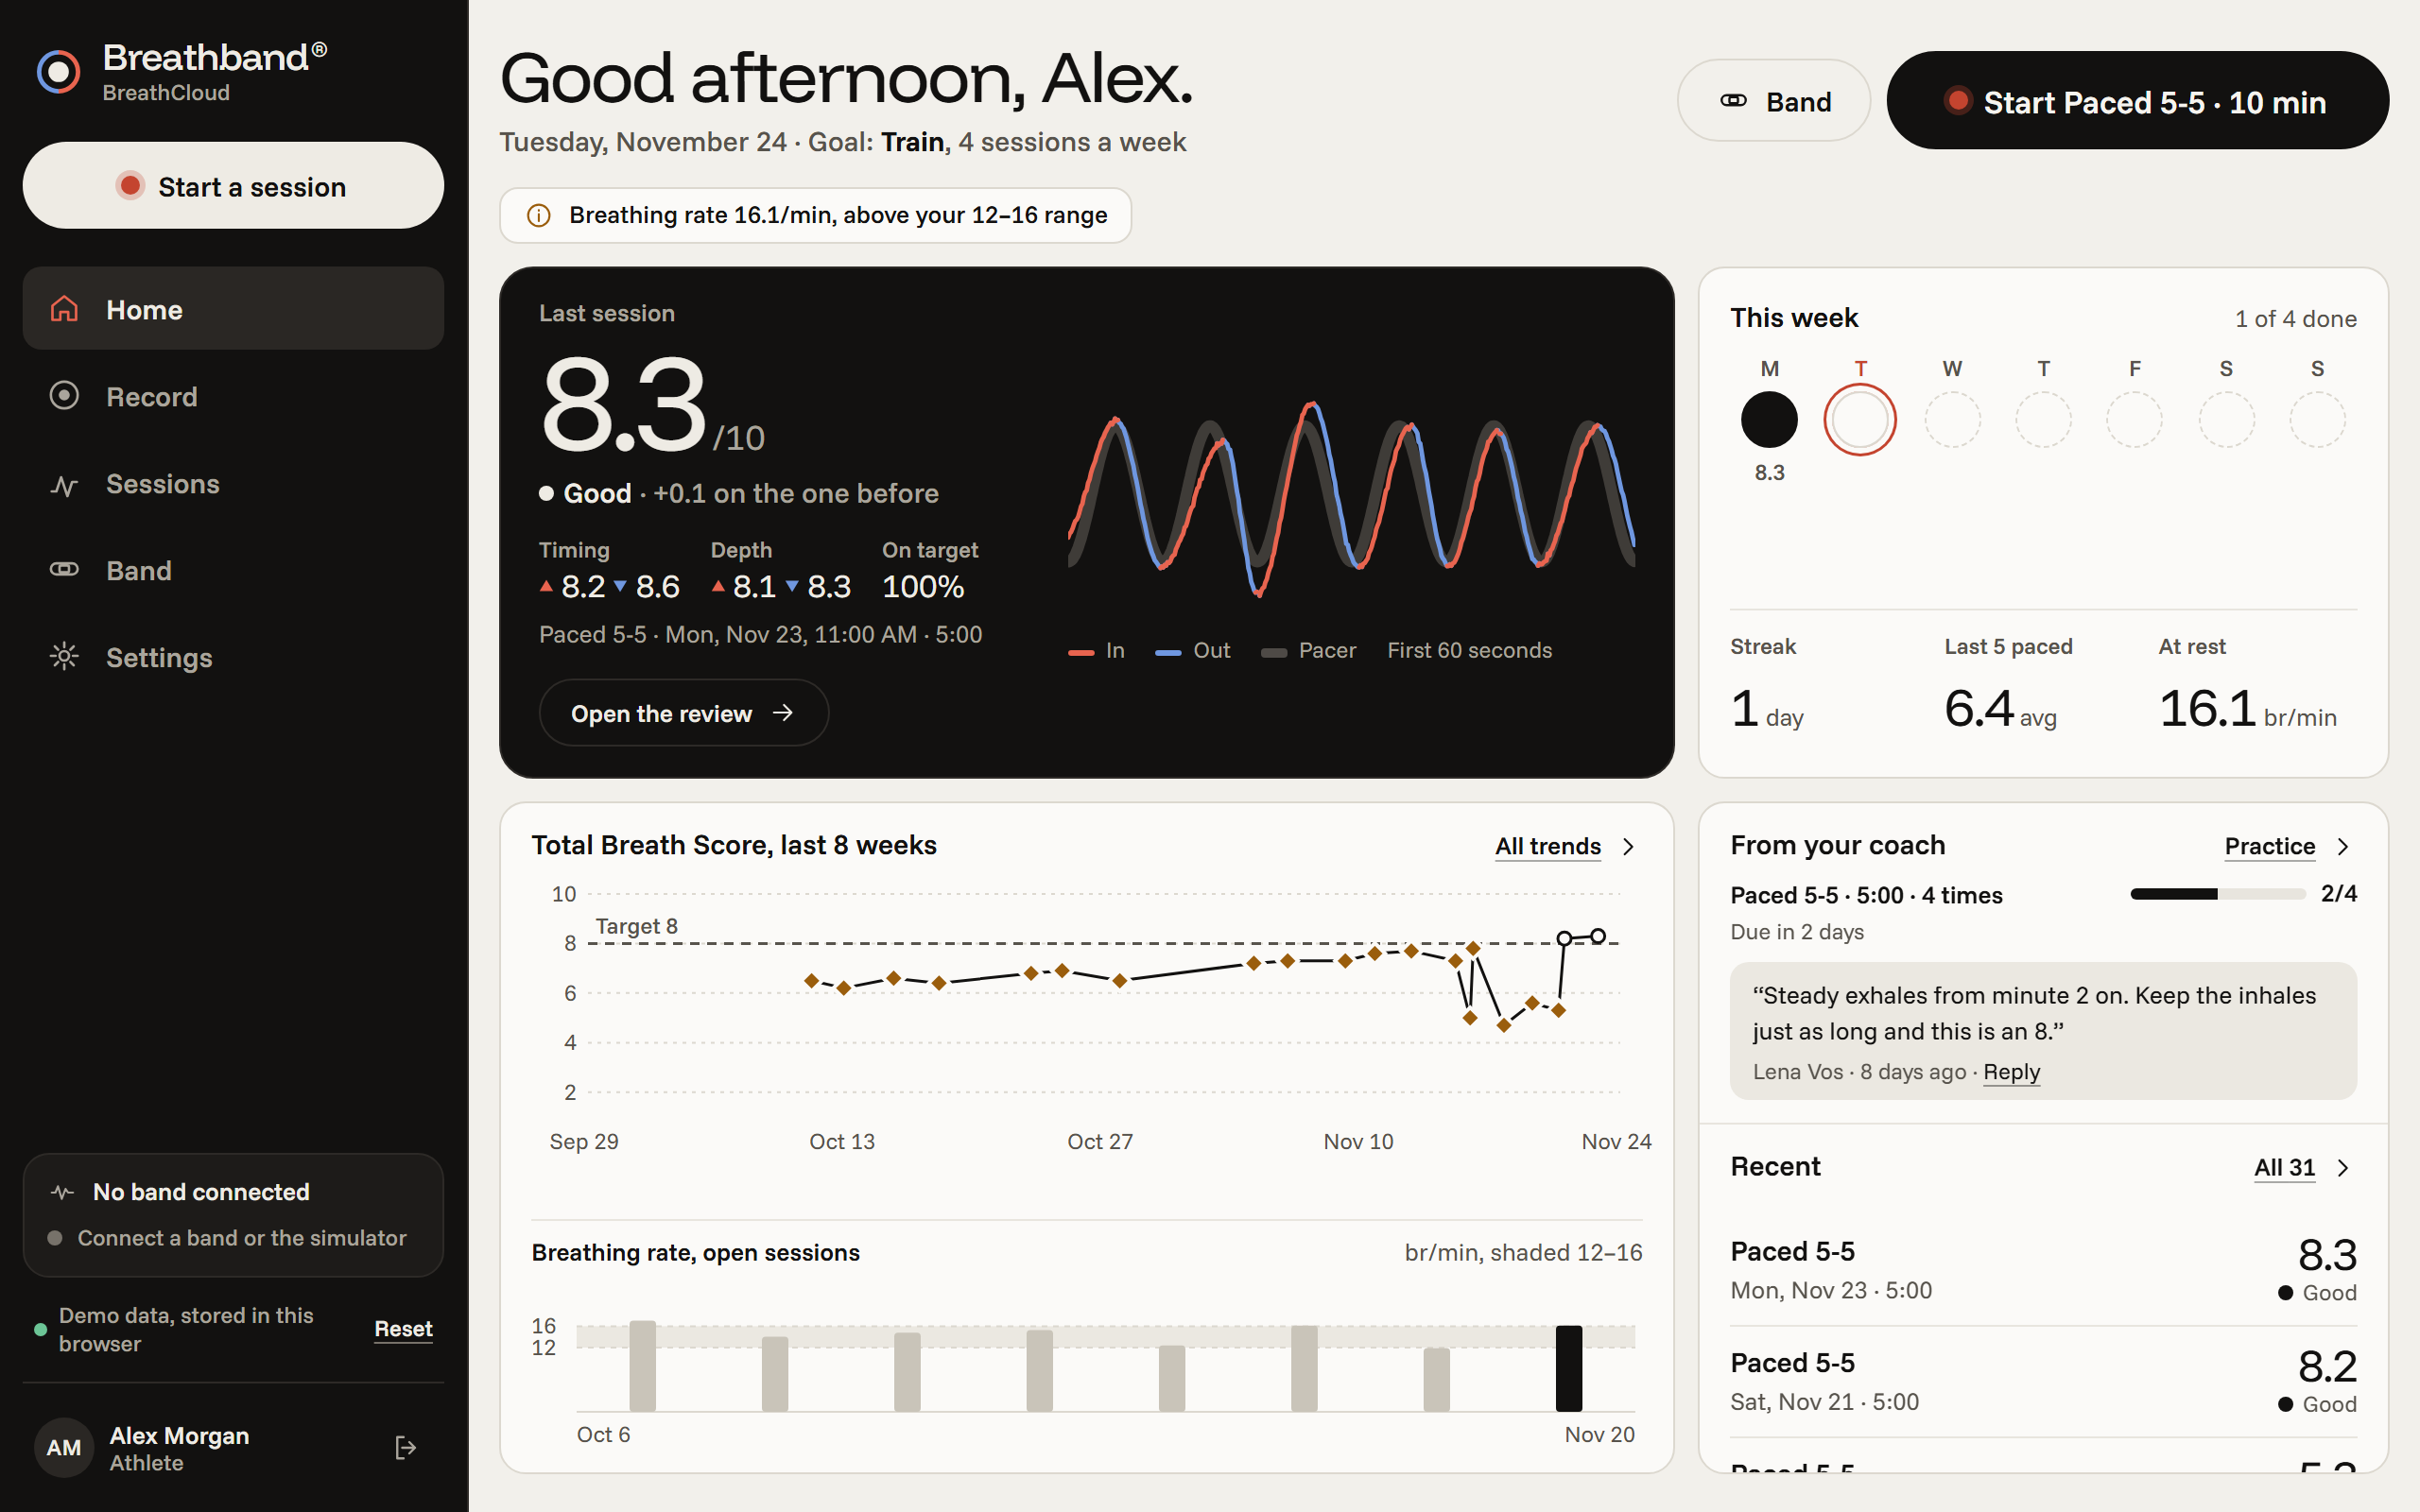 Breathband®
BreathCloud
Start a session
Home
Record
Sessions
Band
Settings
No band connected
Connect a band or the simulator
Demo data, stored in this
browser
Reset
AM
Alex Morgan
Athlete
Good afternoon, Alex.
Tuesday, November 24 · Goal: Train, 4 sessions a week
Band
Start Paced 5-5 · 10 min
Breathing rate 16.1/min, above your 12–16 range
Last session
8.3/10
Good · +0.1 on the one before
Timing Depth On target
8.2 8.6 8.1 8.3 100%
Paced 5-5 · Mon, Nov 23, 11:00 AM · 5:00
In Out Pacer First 60 seconds
Open the review
This week
1 of 4 done
M T W T F S S
8.3
Streak Last 5 paced At rest
1 day 6.4 avg 16.1 br/min
Total Breath Score, last 8 weeks
All trends
10
Target 8
8
6
4
2
Sep 29 Oct 13 Oct 27 Nov 10 Nov 24
Breathing rate, open sessions
br/min, shaded 12–16
16
12
Oct 6 Nov 20
From your coach
Practice
Paced 5-5 · 5:00 · 4 times
2/4
Due in 2 days
“Steady exhales from minute 2 on. Keep the inhales
just as long and this is an 8.”
Lena Vos · 8 days ago · Reply
Recent
All 31
Paced 5-5
8.3
Mon, Nov 23 · 5:00
Good
Paced 5-5
8.2
Sat, Nov 21 · 5:00
Good
Paced 5-5